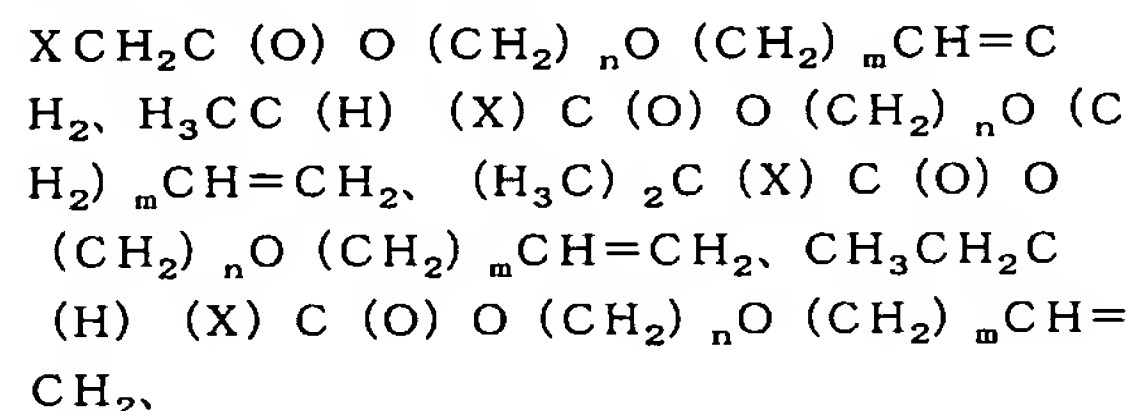 XCH₂C (O) O (CH₂) ₙO (CH₂) ₘCH=C
H₂、H₃CC (H) (X) C (O) O (CH₂) ₙO (C
H₂) ₘCH=CH₂、 (H₃C) ₂C (X) C (O) O
(CH₂) ₙO (CH₂) ₘCH=CH₂、CH₃CH₂C
(H) (X) C (O) O (CH₂) ₙO (CH₂) ₘCH=
CH₂、